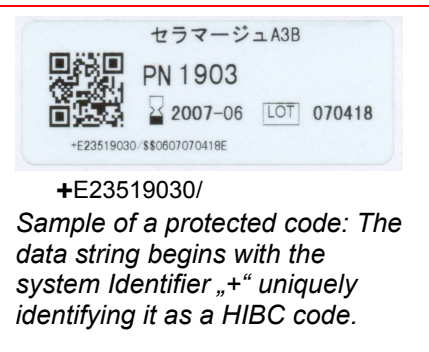 セラマージュA3B
PN 1903
2007-06 LOT 070418
+E23519030/$$0607070418E
+E23519030/
Sample of a protected code: The
data string begins with the
system Identifier „+“ uniquely
identifying it as a HIBC code.